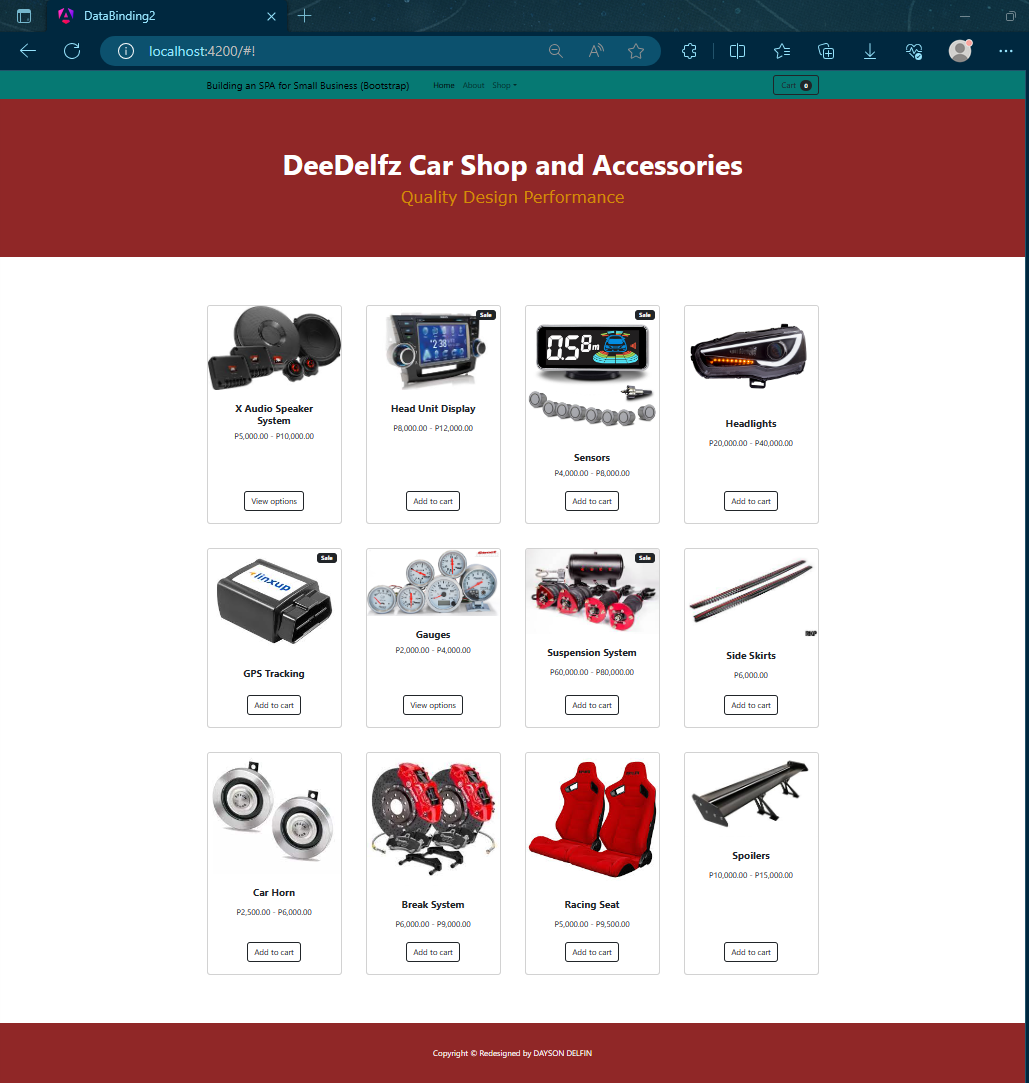 DataBinding2
localhost:4200/#!
Building an SPA for Small Business (Bootstrap) Home About Shop Cart 0
DeeDelfz Car Shop and Accessories
Quality Design Performance
Sale
Sale
0.58m
X Audio Speaker
System
P5,000.00 - P10,000.00
View options
2:38
Head Unit Display
P8,000.00 - P12,000.00
Add to cart
Sensors
P4,000.00 - P8,000.00
Add to cart
Headlights
P20,000.00 - P40,000.00
Add to cart
Sale
linxup
GPS Tracking
Add to cart
Gauges
P2,000.00 - P4,000.00
View options
Sale
Suspension System
P60,000.00 - P80,000.00
Add to cart
Side Skirts
P6,000.00
Add to cart
Car Horn
P2,500.00 - P6,000.00
Add to cart
Break System
P6,000.00 - P9,000.00
Add to cart
Racing Seat
P5,000.00 - P9,500.00
Add to cart
Spoilers
P10,000.00 - P15,000.00
Add to cart
Copyright © Redesigned by DAYSON DELFIN